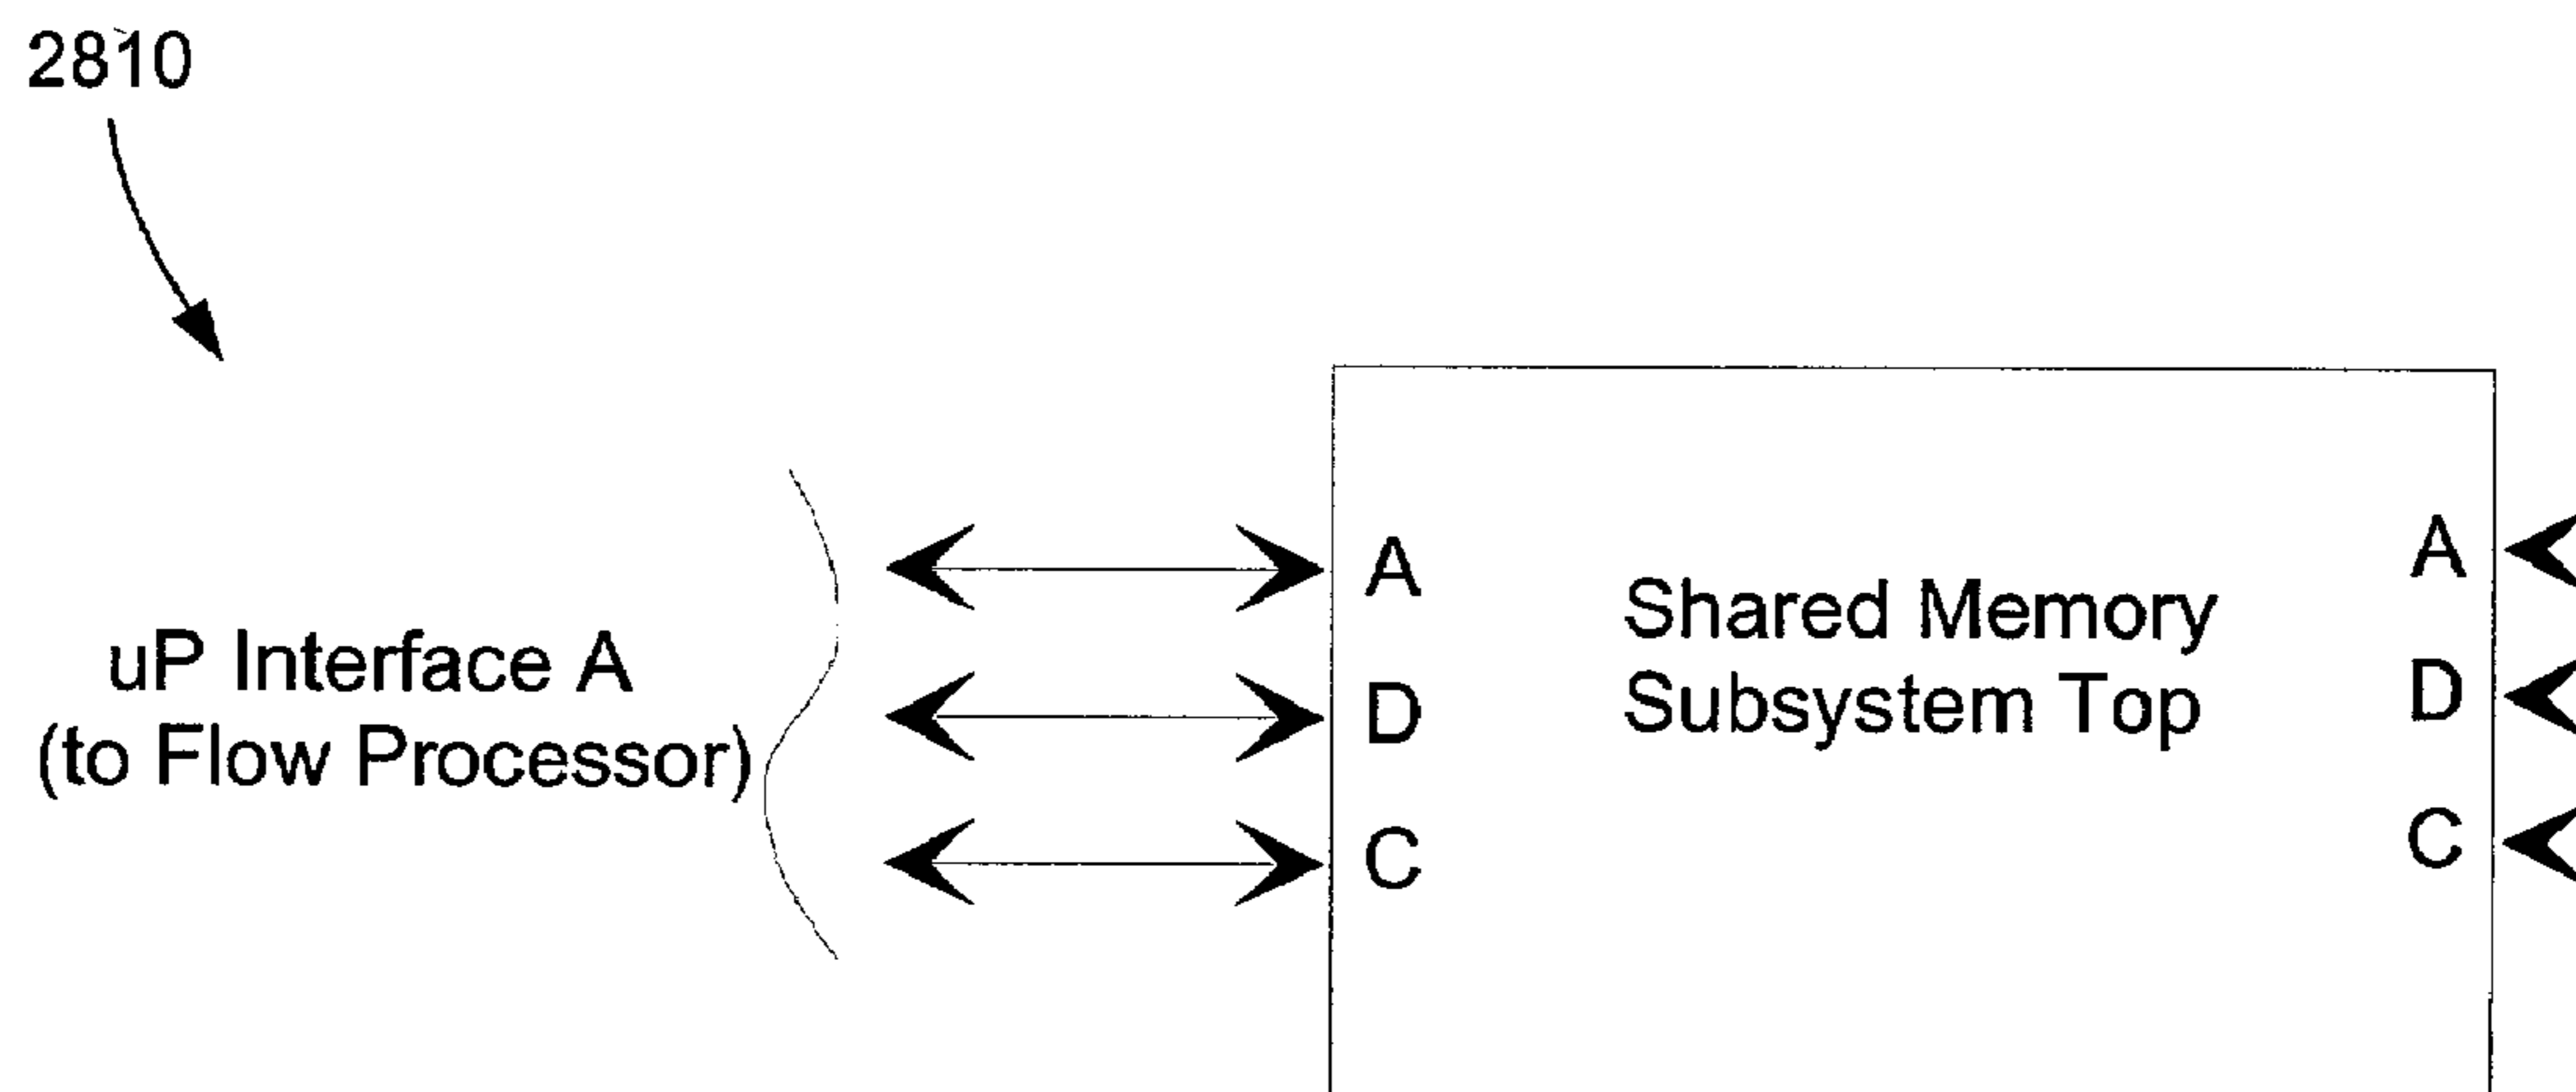 2810
uP Interface A
(to Flow Processor)
A
D
C
Shared Memory
Subsystem Top
A
D
C